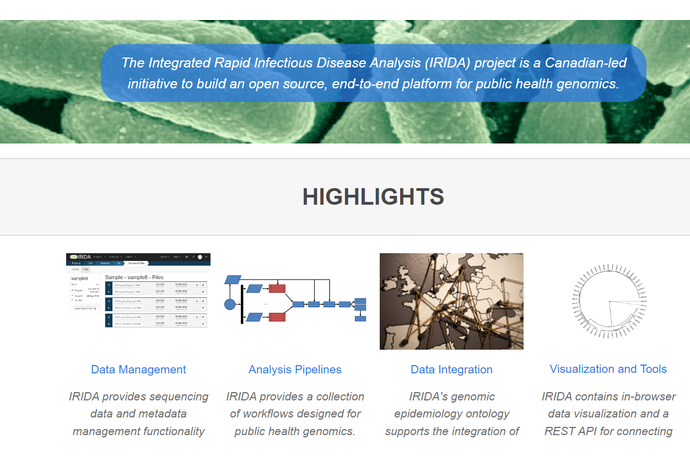 The Integrated Rapid Infectious Disease Analysis (IRIDA) project is a Canadian-led
initiative to build an open source, end-to-end platform for public health genomics.
HIGHLIGHTS
IRIDA
Sample - sample8 - Files
Data Management
IRIDA provides sequencing
data and metadata
management functionality
Analysis Pipelines
IRIDA provides a collection
of workflows designed for
public health genomics.
Data Integration
IRIDA's genomic
epidemiology ontology
supports the integration of
Visualization and Tools
IRIDA contains in-browser
data visualization and a
REST API for connecting